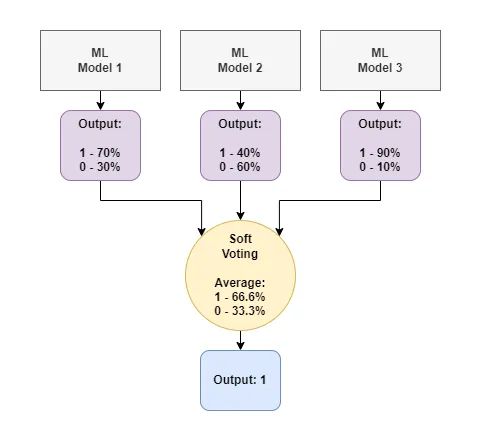 ML
Model 1
ML
Model 2
ML
Model 3
Output:
1 - 70%
0 - 30%
Output:
1 - 40%
0 - 60%
Output:
1 - 90%
0 - 10%
Soft
Voting
Average:
1 - 66.6%
0 - 33.3%
Output: 1